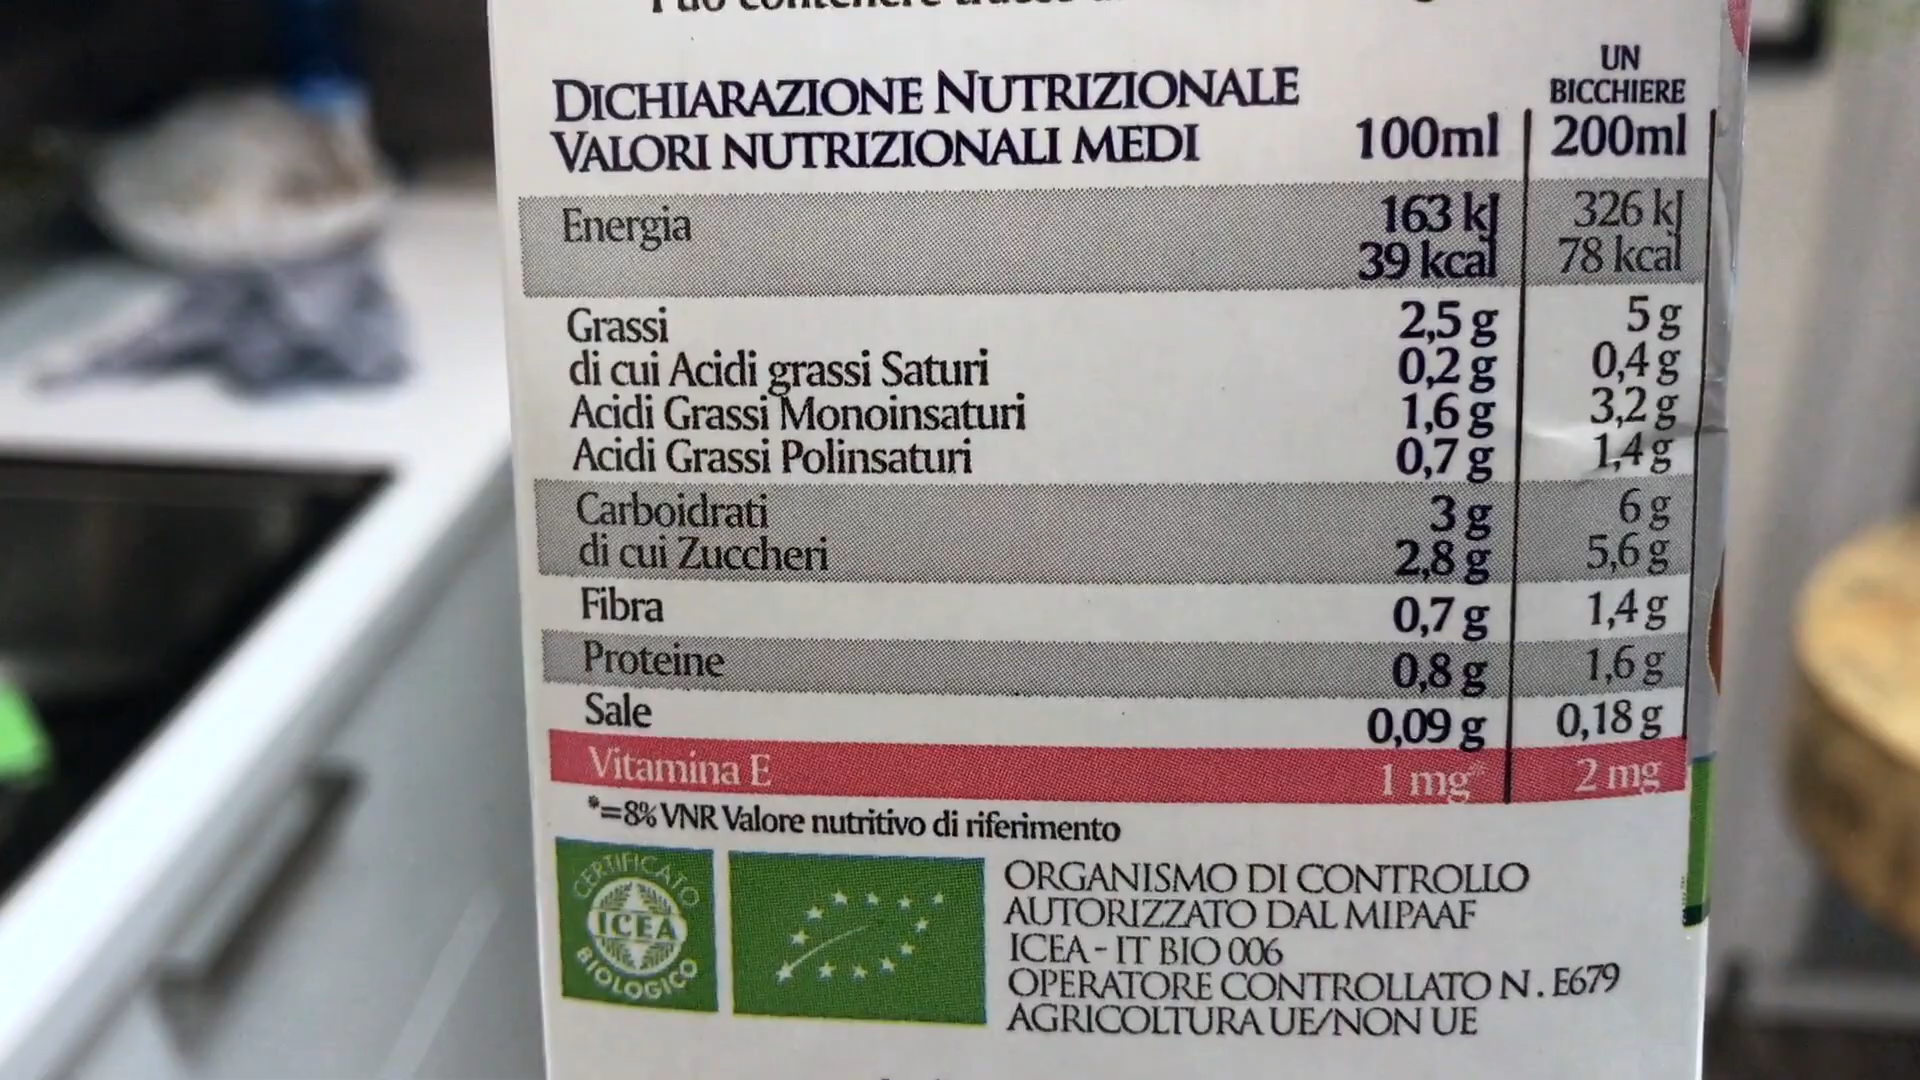 UN
BICCHIERE
DICHIARAZIONE NUTRIZIONALE
VALORI NUTRIZIONALI MEDI 100ml 200ml
Energia 163 kJ 326 kJ
39 kcal 78 kcal
Grassi 2,5 g 5 g
di cui Acidi grassi Saturi 0,2 g 0,4 g
Acidi Grassi Monoinsaturi 1,6 g 3,2 g
Acidi Grassi Polinsaturi 0,7 g 1,4 g
Carboidrati 3 g 6 g
di cui Zuccheri 2,8 g 5,6 g
Fibra 0,7 g 1,4 g
Proteine 0,8 g 1,6 g
Sale 0,09 g 0,18 g
Vitamina E 1 mg* 2 mg
*=8% VNR Valore nutritivo di riferimento
CERTIFICATO
ICEA
BIOLOGICO
ORGANISMO DI CONTROLLO
AUTORIZZATO DAL MIPAAF
ICEA - IT BIO 006
OPERATORE CONTROLLATO N. E679
AGRICOLTURA UE/NON UE